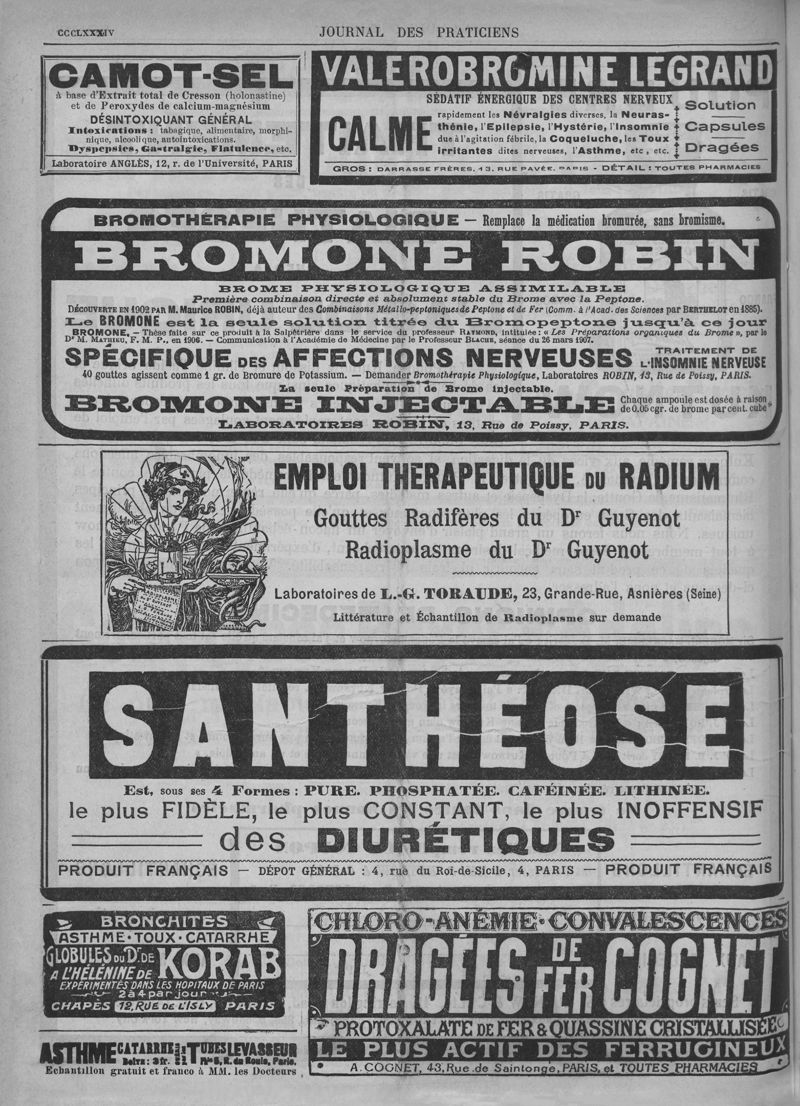 CCCLXXXIV
JOURNAL DES PRATICIENS
CAMOT-SEL
à base d'Extrait total de Cresson (holonastine)
et de Peroxydes de calcium-magnésium
DÉSINTOXIQUANT GÉNÉRAL
Intoxications : tabagique, alimentaire, morphi-
nique, alcoolique, autointoxications.
Dyspepsies, Gastralgie, Flatulence, etc.
Laboratoire ANGLÈS, 12, r. de l'Université, PARIS
VALEROBROMINE LEGRAND
SÉDATIF ÉNERGIQUE DES CENTRES NERVEUX
CALME
rapidement les Névralgies diverses, la Neuras-
thénie, l'Epilepsie, l'Hystérie, l'Insomnie
due à l'agitation fébrile, la Coqueluche, les Toux
irritantes dites nerveuses, l'Asthme, etc., etc.
Solution
Capsules
Dragées
GROS : DARRASSE FRÈRES, 13, RUE PAVÉE, PARIS - DÉTAIL : TOUTES PHARMACIES
BROMOTHÉRAPIE PHYSIOLOGIQUE — Remplace la médication bromurée, sans bromisme.
BROMONE ROBIN
BROME PHYSIOLOGIQUE ASSIMILABLE
Première combinaison directe et absolument stable du Brome avec la Peptone.
DÉCOUVERTE EN 1902 PAR M. Maurice ROBIN, déjà auteur des Combinaisons Métallo-peptoniques de Peptone et de Fer (Comm. à l'Acad. des Sciences par BERTHELOT en 1885).
Le BROMONE est la seule solution titrée du Bromopeptone jusqu'à ce jour
BROMONE. — Thèse faite sur ce produit à la Salpêtrière dans le service du professeur RAYMOND, intitulée : « Les Préparations organiques du Brome », par le
Dr M. MATHIEU, F. M. P., en 1906. — Communication à l'Académie de Médecine par le Professeur BLACHE, séance du 26 mars 1907.
SPÉCIFIQUE DES AFFECTIONS NERVEUSES
TRAITEMENT DE
L'INSOMNIE NERVEUSE
40 gouttes agissent comme 1 gr. de Bromure de Potassium. — Demander Bromothérapie Physiologique, Laboratoires ROBIN, 13, Rue de Poissy, PARIS.
La seule Préparation de Brome injectable.
BROMONE INJECTABLE
Chaque ampoule est dosée à raison
de 0,05 cgr. de brome par cent. cube
LABORATOIRES ROBIN, 13, Rue de Poissy, PARIS.
EMPLOI THERAPEUTIQUE DU RADIUM
Gouttes Radifères du Dr Guyenot
Radioplasme du Dr Guyenot
Laboratoires de L.-G. TORAUDE, 23, Grande-Rue, Asnières (Seine)
Littérature et Échantillon de Radioplasme sur demande
SANTHÉOSE
Est, sous ses 4 Formes : PURE. PHOSPHATÉE. CAFÉINÉE. LITHINÉE.
le plus FIDÈLE, le plus CONSTANT, le plus INOFFENSIF
des DIURÉTIQUES
PRODUIT FRANÇAIS — DÉPOT GÉNÉRAL : 4, rue du Roi-de-Sicile, 4, PARIS — PRODUIT FRANÇAIS
BRONCHITES
ASTHME · TOUX · CATARRHE
GLOBULES DU Dr. DE
A L'HÉLÉNINE DE
KORAB
EXPÉRIMENTÉS DANS LES HOPITAUX DE PARIS
2 à 4 par jour
CHAPÈS 12, RUE DE L'ISLY PARIS
ASTHME CATARRHE TUBES LEVASSEUR
Echantillon gratuit et franco à MM. les Docteurs
CHLORO-ANÉMIE-CONVALESCENCES
DRAGÉES DE FER COGNET
PROTOXALATE DE FER & QUASSINE CRISTALLISÉE
LE PLUS ACTIF DES FERRUGINEUX
A. COGNET, 43, Rue de Saintonge, PARIS, et TOUTES PHARMACIES